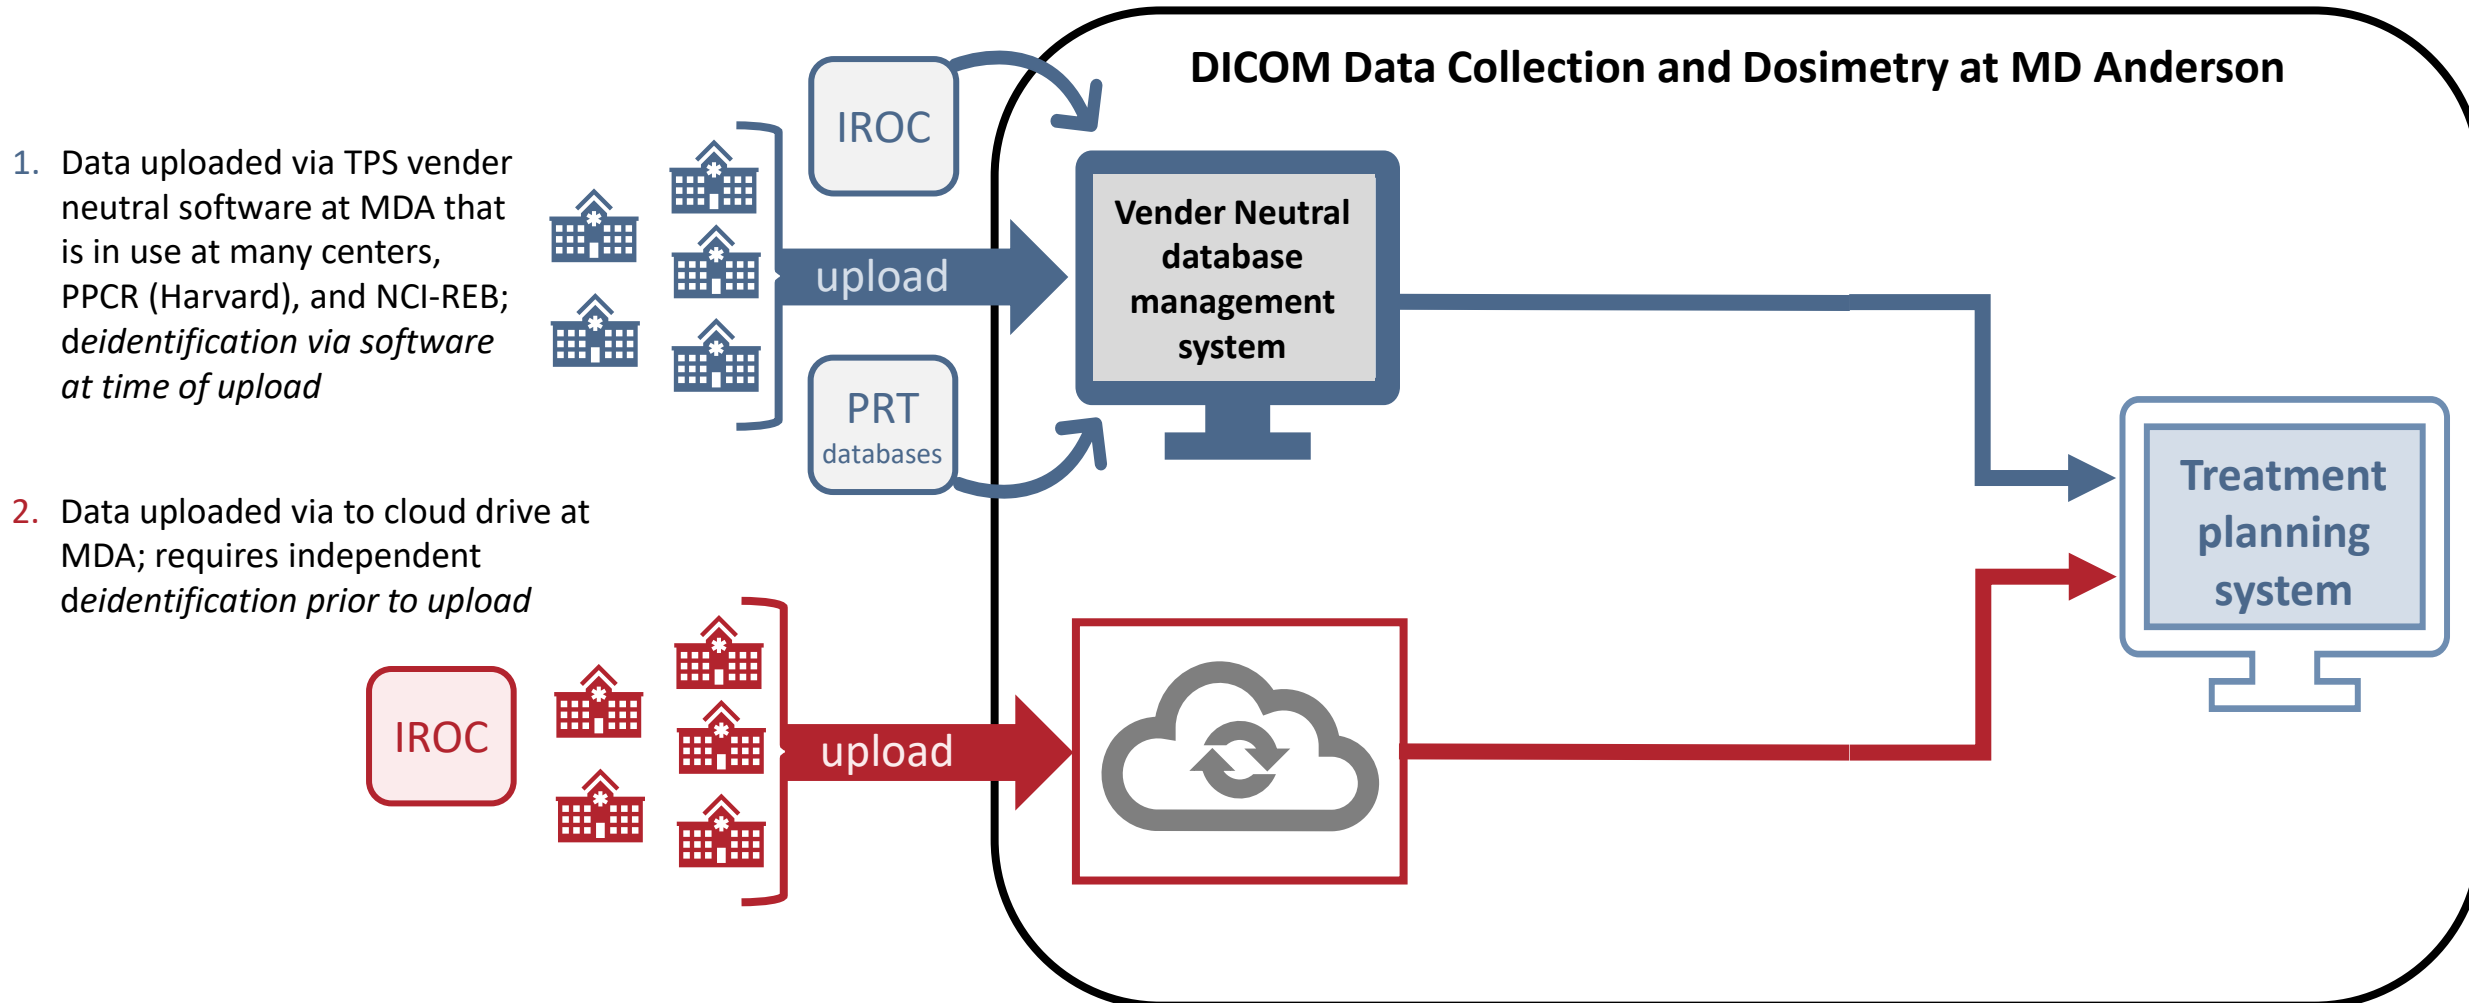 DICOM Data Collection and Dosimetry at MD Anderson
1. Data uploaded via TPS vender
neutral software at MDA that
is in use at many centers,
PPCR (Harvard), and NCI-REB;
deidentification via software
at time of upload
IROC
upload
PRT
databases
Vender Neutral
database
management
system
2. Data uploaded via to cloud drive at
MDA; requires independent
deidentification prior to upload
IROC
upload
Treatment
planning
system